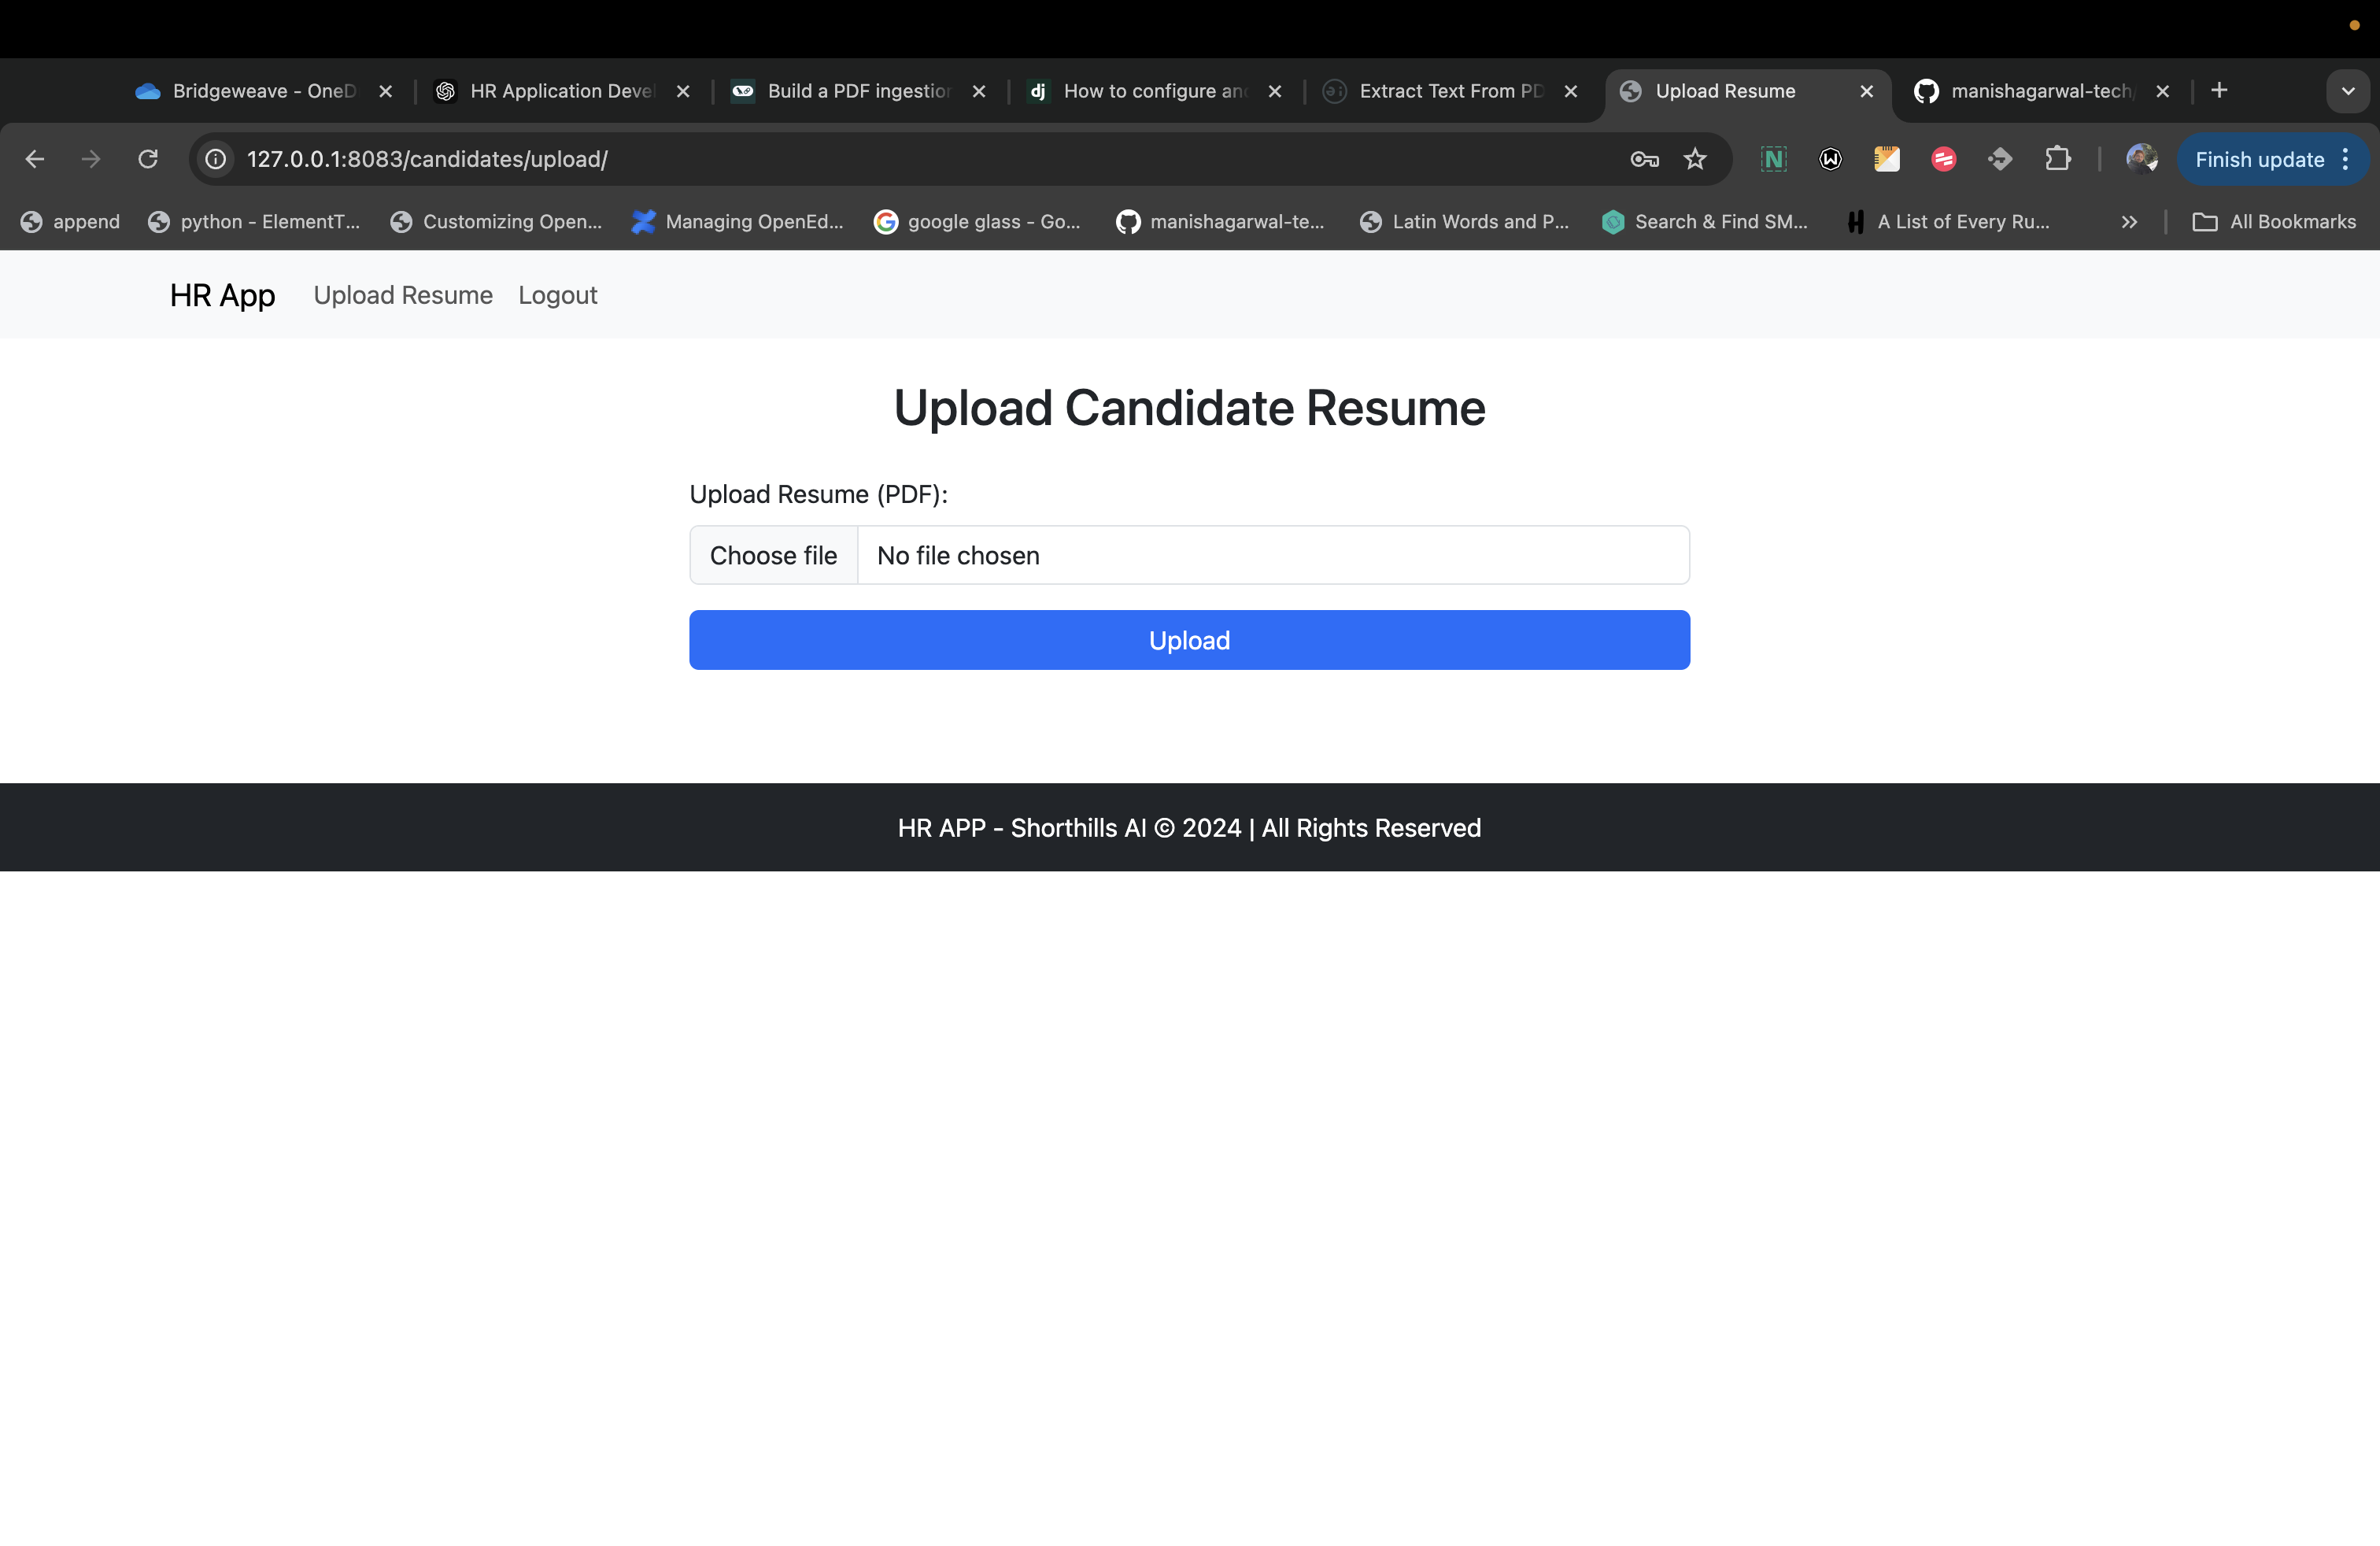 Bridgeweave - OneD
HR Application Devel
Build a PDF ingestion
dj How to configure and
Extract Text From PD
Upload Resume
manishagarwal-tech/
127.0.0.1:8083/candidates/upload/
Finish update
append
python - ElementT...
Customizing Open...
Managing OpenEd...
google glass - Go...
manishagarwal-te...
Latin Words and P...
Search & Find SM...
A List of Every Ru...
All Bookmarks
HR App Upload Resume Logout
Upload Candidate Resume
Upload Resume (PDF):
Choose file No file chosen
Upload
HR APP - Shorthills AI © 2024 | All Rights Reserved